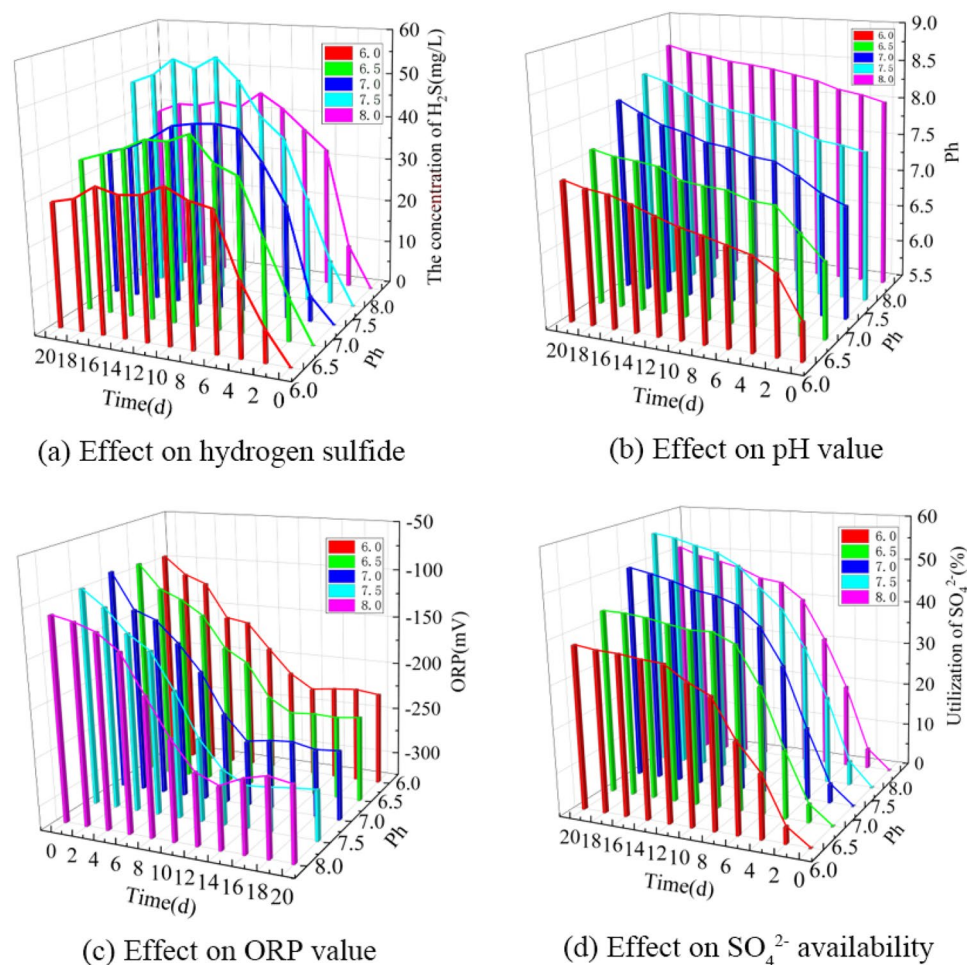 60
50
40
30
20
10
0
The concentration of H₂S(mg/L)
6.0
6.5
7.0
7.5
8.0
20 18 16 14 12 10 8 6 4 2 0
Time(d)
6.0 6.5 7.0 7.5 8.0
Ph
(a) Effect on hydrogen sulfide
9.0
8.5
8.0
7.5
7.0
6.5
6.0
5.5
Ph
6.0
6.5
7.0
7.5
8.0
20 18 16 14 12 10 8 6 4 2 0
Time(d)
6.0 6.5 7.0 7.5 8.0
Ph
(b) Effect on pH value
-50
-100
-150
-200
-250
-300
ORP(mV)
6.0
6.5
7.0
7.5
8.0
0 2 4 6 8 10 12 14 16 18 20
Time(d)
8.0 7.5 7.0 6.5 6.0
Ph
(c) Effect on ORP value
60
50
40
30
20
10
0
Utilization of SO₄²⁻(%)
6.0
6.5
7.0
7.5
8.0
20 18 16 14 12 10 8 6 4 2 0
Time(d)
6.0 6.5 7.0 7.5 8.0
Ph
(d) Effect on SO₄²⁻ availability